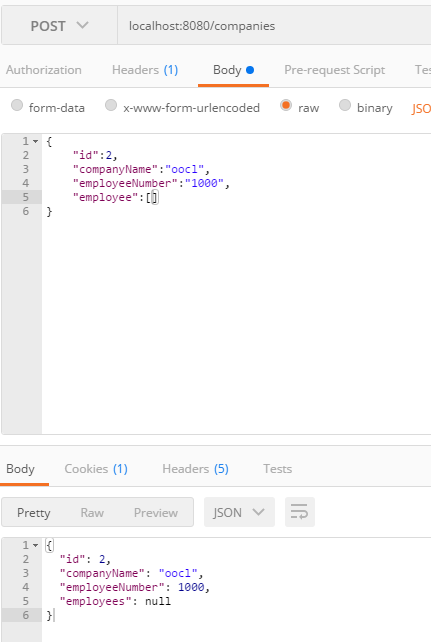 POST localhost:8080/companies
Authorization Headers (1) Body Pre-request Script Tes
form-data x-www-form-urlencoded raw binary JSO
1 {
2 "id":2,
3 "companyName":"oocl",
4 "employeeNumber":"1000",
5 "employee":[]
6 }
Body Cookies (1) Headers (5) Tests
Pretty Raw Preview JSON
1 {
2 "id": 2,
3 "companyName": "oocl",
4 "employeeNumber": 1000,
5 "employees": null
6 }